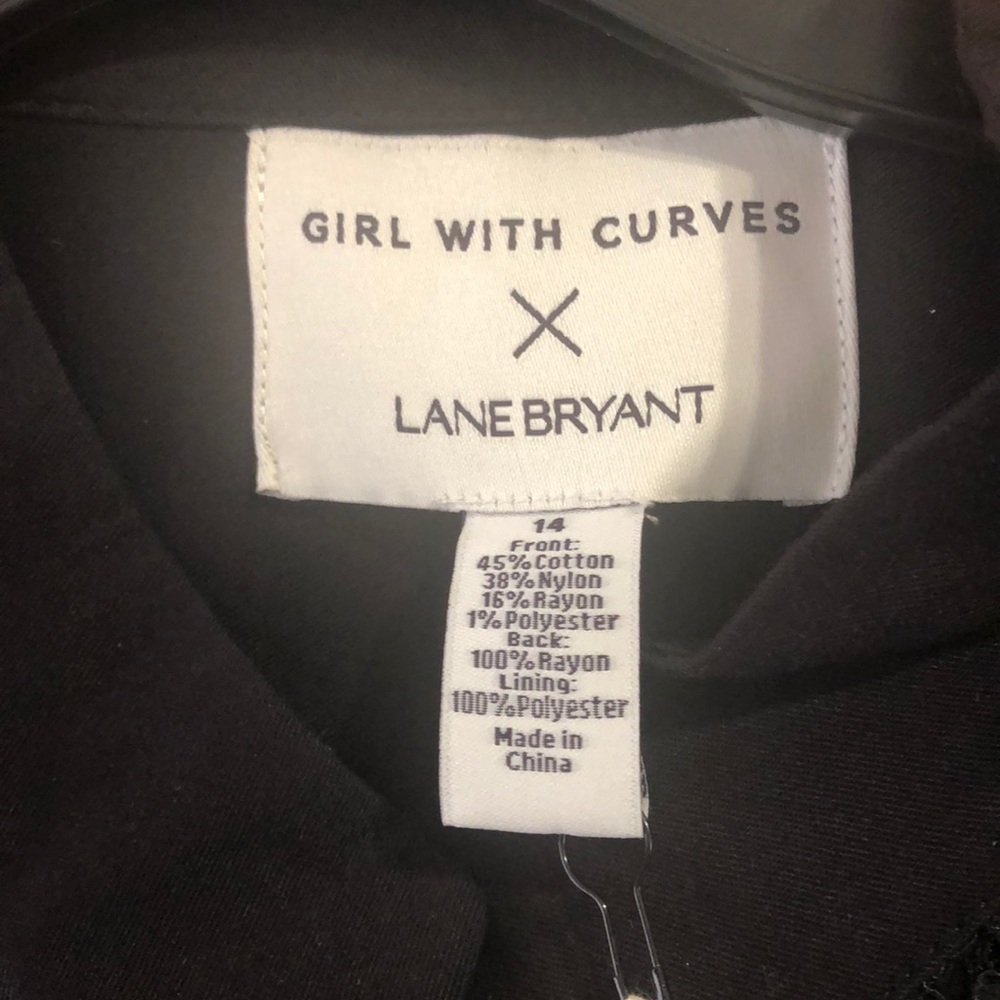 GIRL WITH CURVES
X
LANE BRYANT
14
Front:
45% Cotton
38% Nylon
16% Rayon
1% Polyester
Back:
100% Rayon
Lining:
100% Polyester
Made in
China